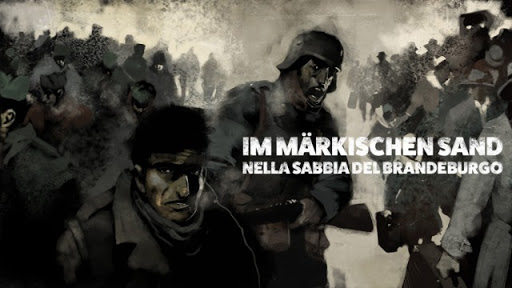 IM MÄRKISCHEN SAND
NELLA SABBIA DEL BRANDEBURGO